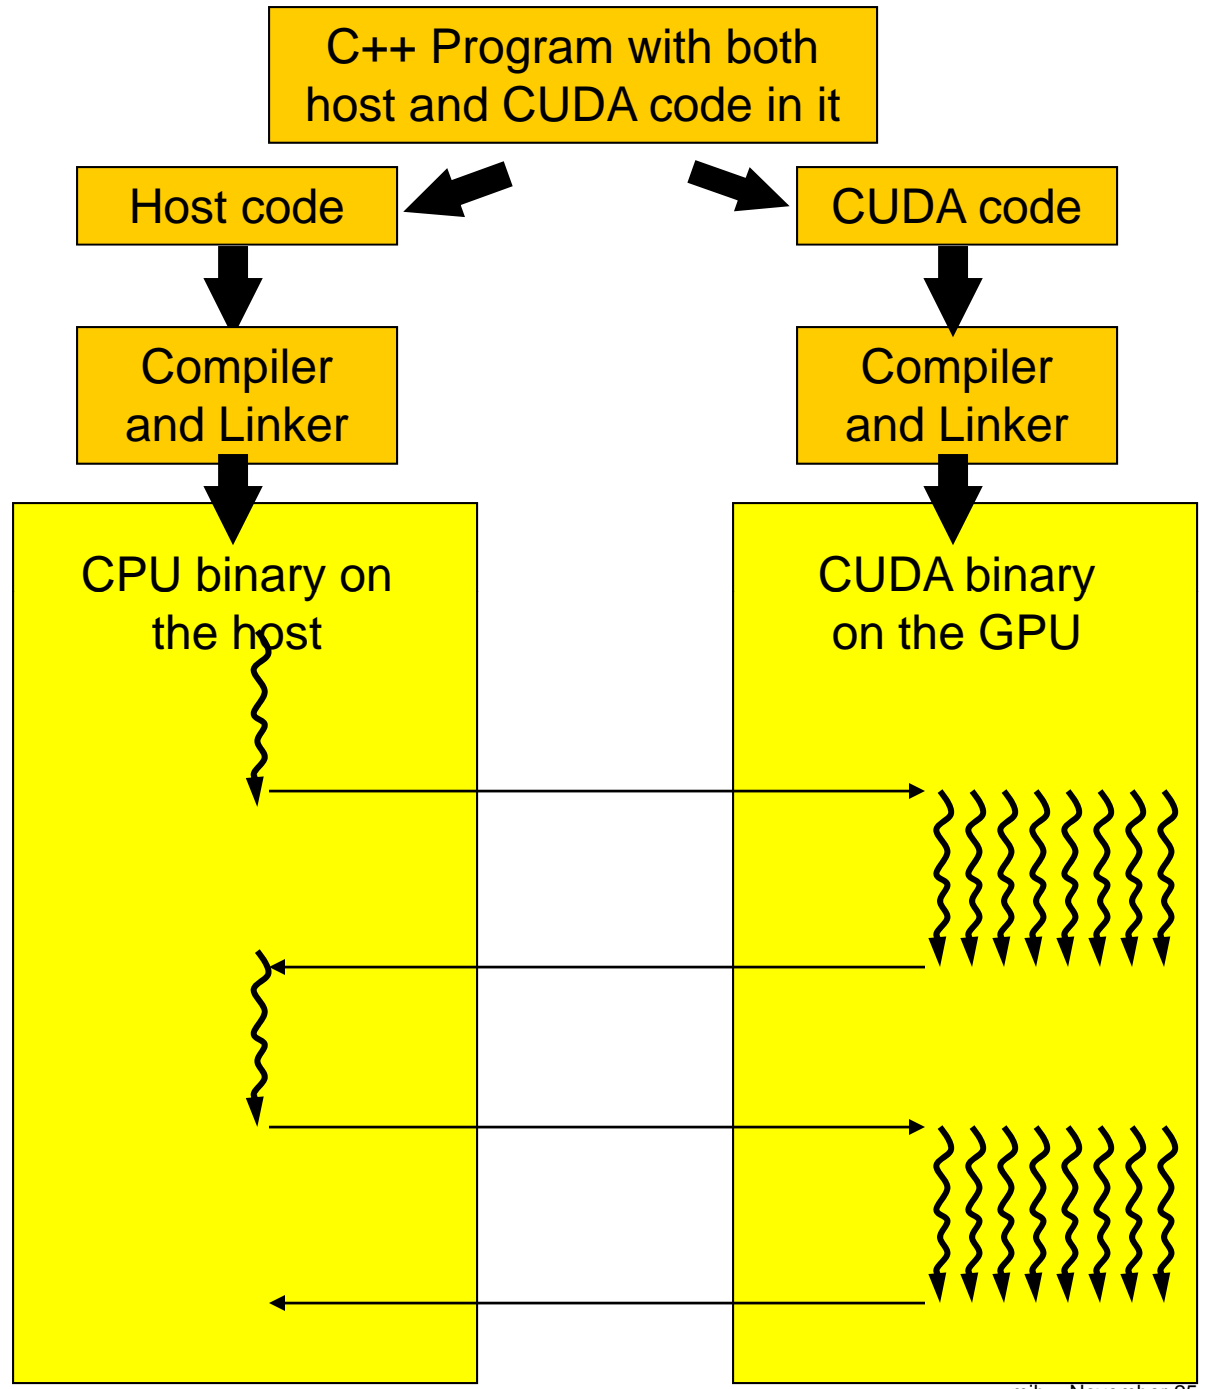 C++ Program with both
host and CUDA code in it
Host code
CUDA code
Compiler
and Linker
Compiler
and Linker
CPU binary on
the host
CUDA binary
on the GPU